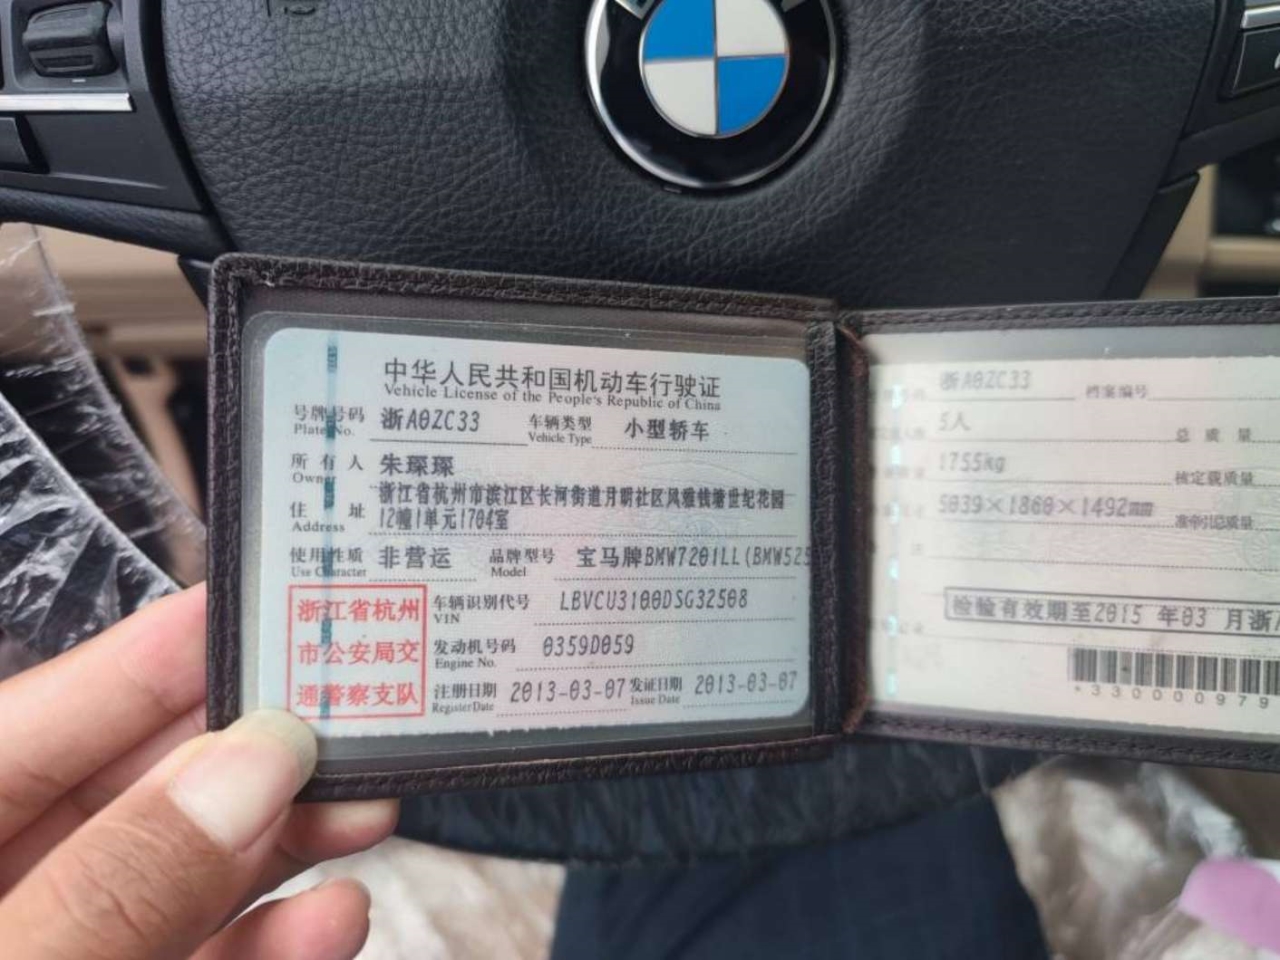 中华人民共和国机动车行驶证
Vehicle License of the People's Republic of China
号牌号码 浙A0ZC33 车辆类型 小型轿车
Plate No. Vehicle Type
所有人 朱琛琛
Owner
住址 浙江省杭州市滨江区长河街道月明社区风雅钱塘世纪花园
Address 12幢1单元1704室
使用性质 非营运 品牌型号 宝马牌BMW7201LL(BMW525
Use Character Model
浙江省杭州
市公安局交
通警察支队
车辆识别代号 LBVCU3100DSG32508
VIN
发动机号码 0359D059
Engine No.
注册日期 2013-03-07 发证日期 2013-03-07
Register Date Issue Date
浙A0ZC33 档案编号
5人 总质量
1755kg 核定载质量
5039×1860×1492mm 准牵引总质量
检验有效期至2015 年03 月浙
*330000979